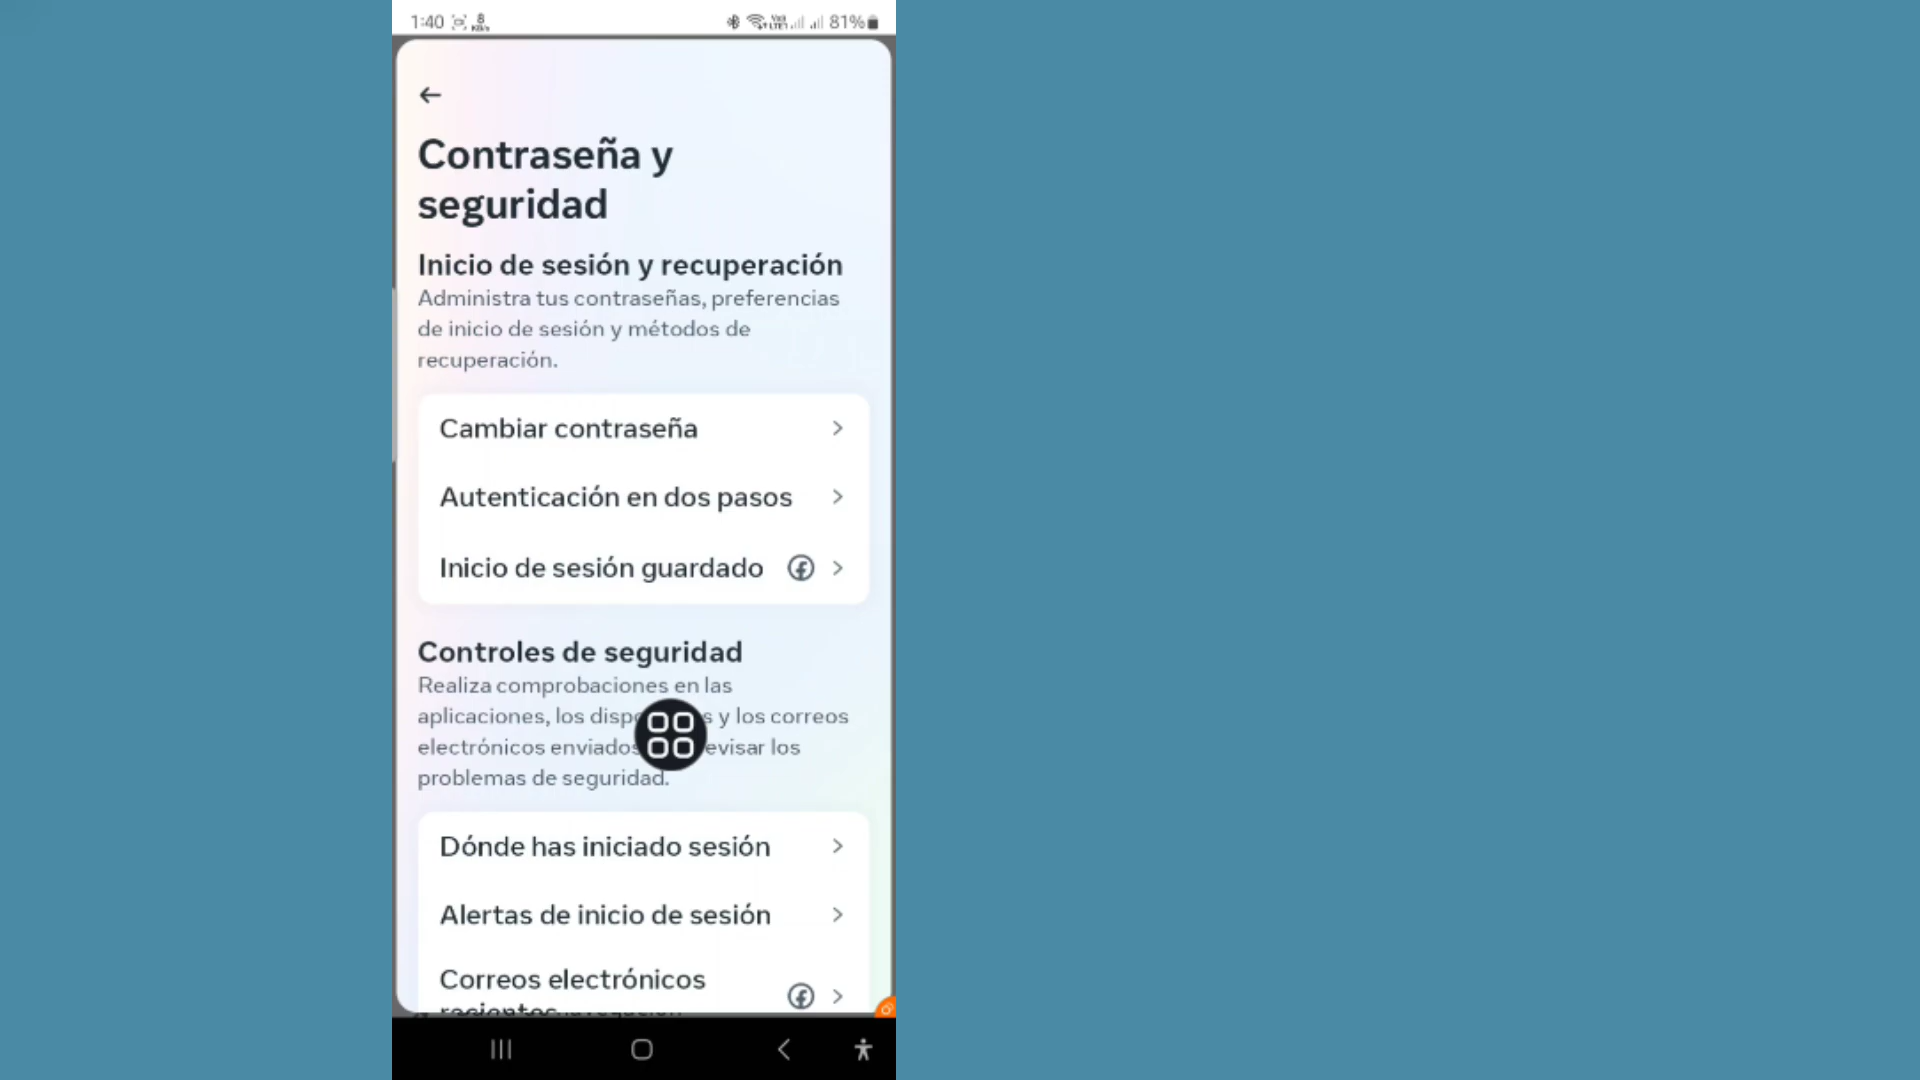 1:40 8 KB/s 81%
Contraseña y
seguridad
Inicio de sesión y recuperación
Administra tus contraseñas, preferencias
de inicio de sesión y métodos de
recuperación.
Cambiar contraseña
Autenticación en dos pasos
Inicio de sesión guardado
Controles de seguridad
Realiza comprobaciones en las
aplicaciones, los y los correos
electrónicos enviados
problemas de seguridad.
Dónde has iniciado sesión
Alertas de inicio de sesión
Correos electrónicos
recientes